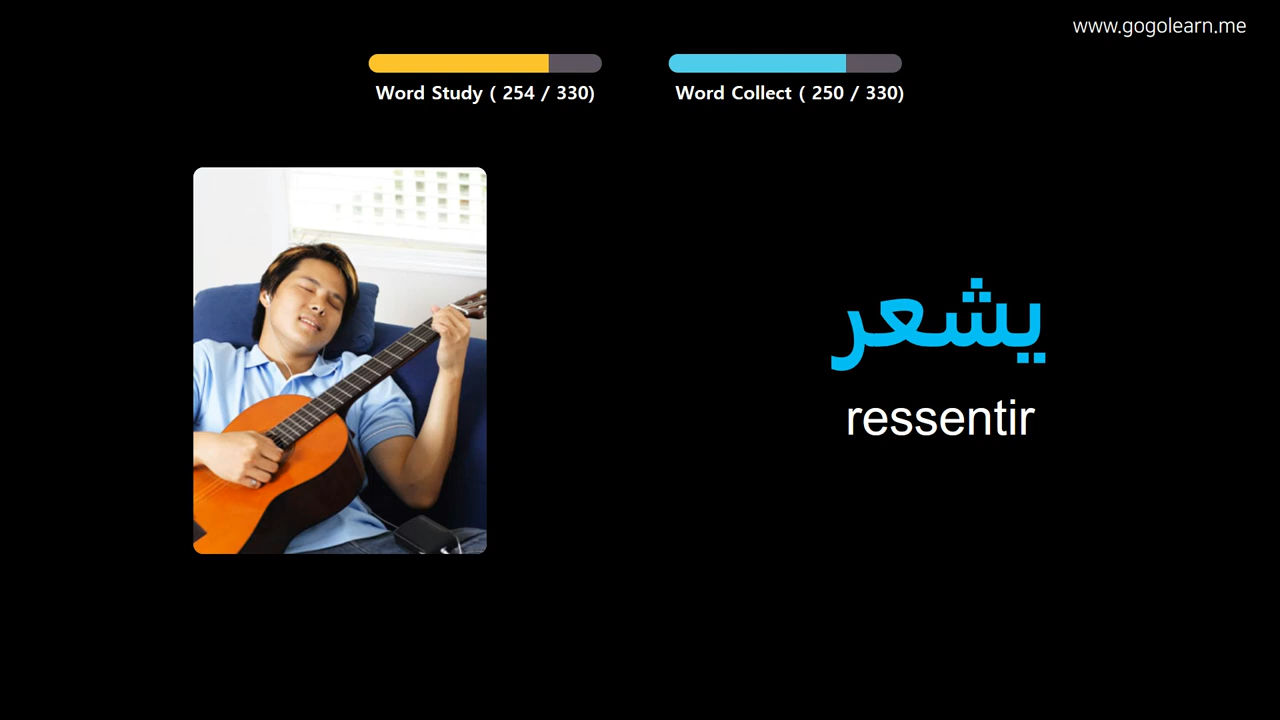 www.gogolearn.me
Word Study ( 254 / 330)
Word Collect ( 250 / 330)
يشعر
ressentir